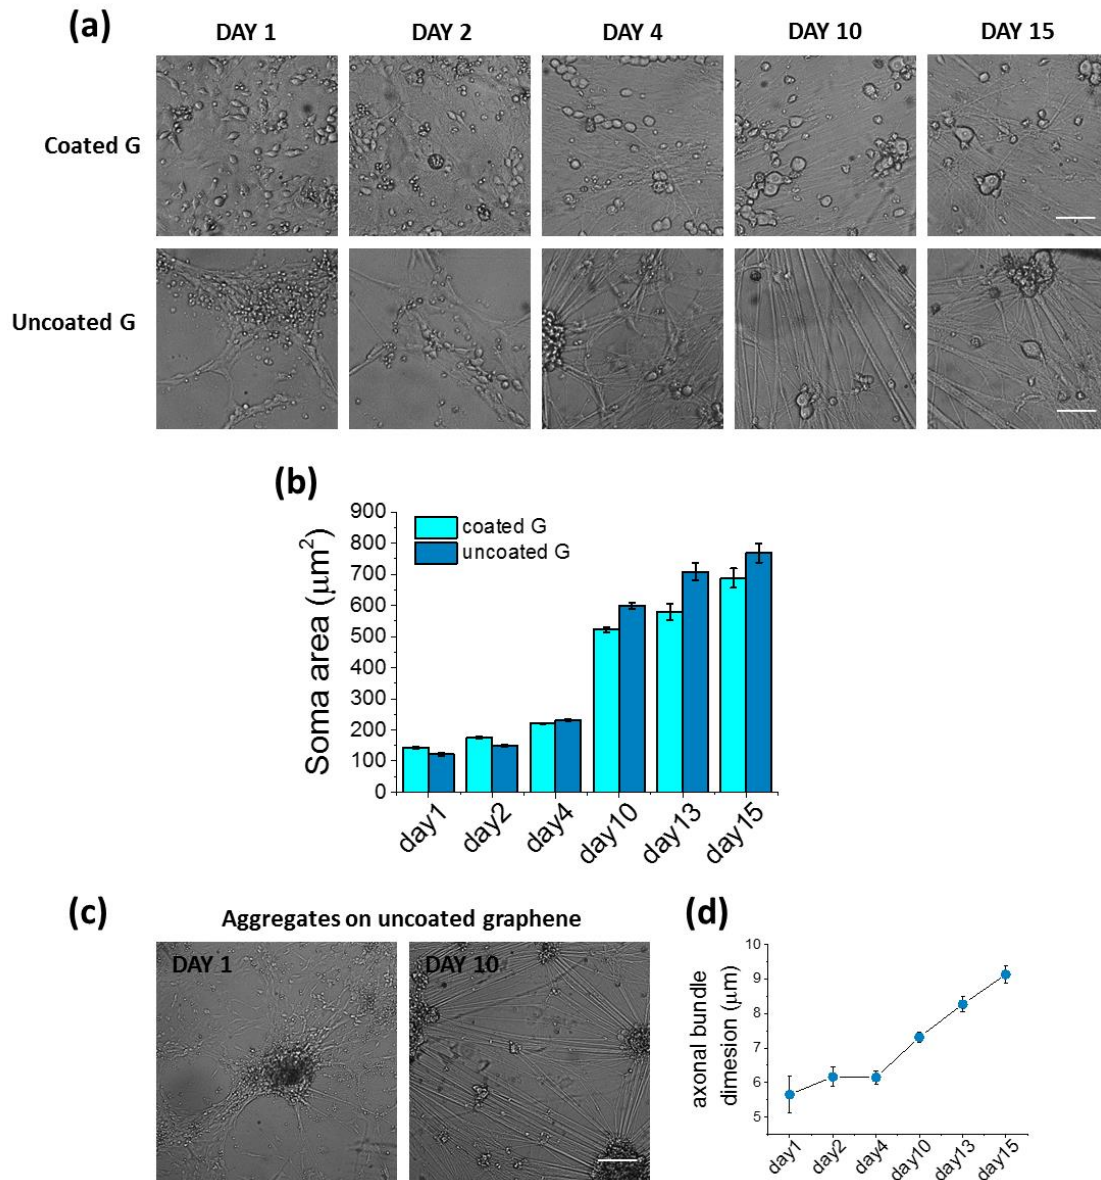 (a)
DAY 1 DAY 2 DAY 4 DAY 10 DAY 15
Coated G
Uncoated G
(b)
Soma area (μm²)
900
800
700
600
500
400
300
200
100
0
coated G
uncoated G
day1 day2 day4 day10 day13 day15
(c)
Aggregates on uncoated graphene
DAY 1 DAY 10
(d)
axonal bundle
dimesion (μm)
10
9
8
7
6
5
day1 day2 day4 day10 day13 day15